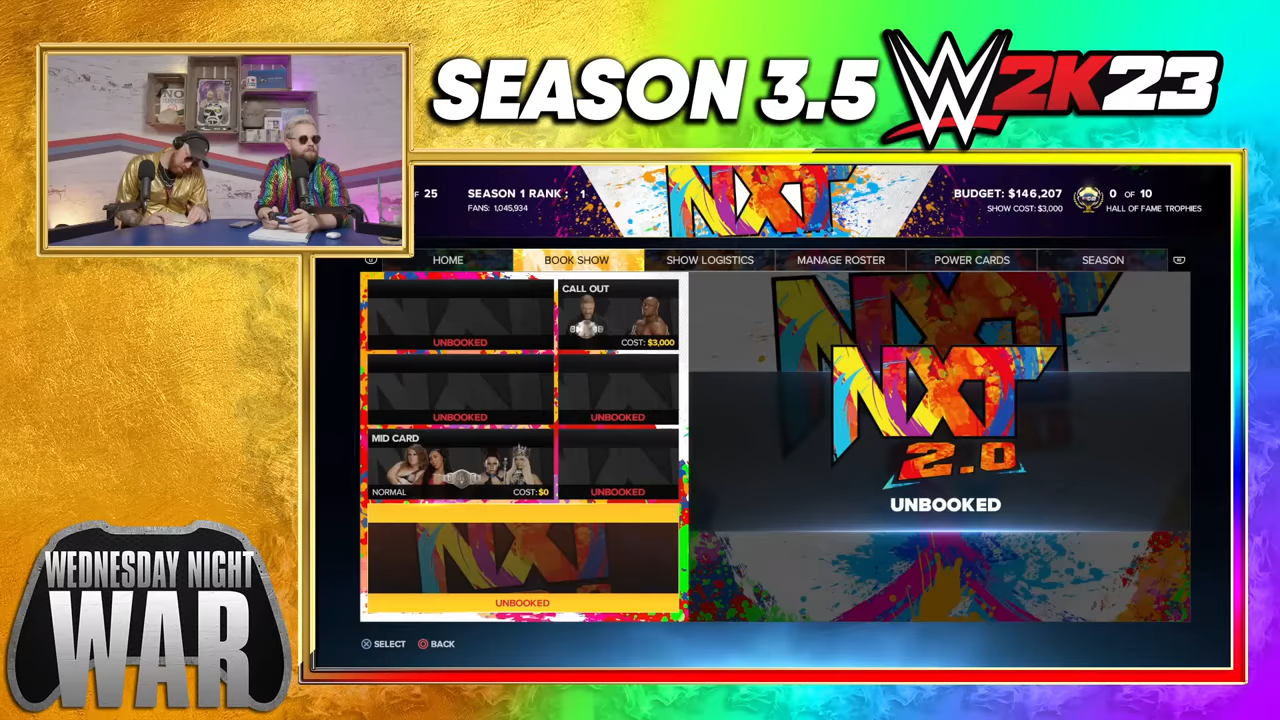 SEASON 3.5 W 2K23
NO
F 25
SEASON 1 RANK : 1
FANS: 1,045,934
NXT
BUDGET: $146,207
SHOW COST: $3,000
0 OF 10
HALL OF FAME TROPHIES
HOME
BOOK SHOW
SHOW LOGISTICS
MANAGE ROSTER
POWER CARDS
SEASON
UNBOOKED
CALL OUT
COST: $3,000
UNBOOKED
UNBOOKED
MID CARD
NORMAL
COST: $0
UNBOOKED
NXT
UNBOOKED
NXT
2.0
UNBOOKED
SELECT
BACK
WEDNESDAY NIGHT
WAR